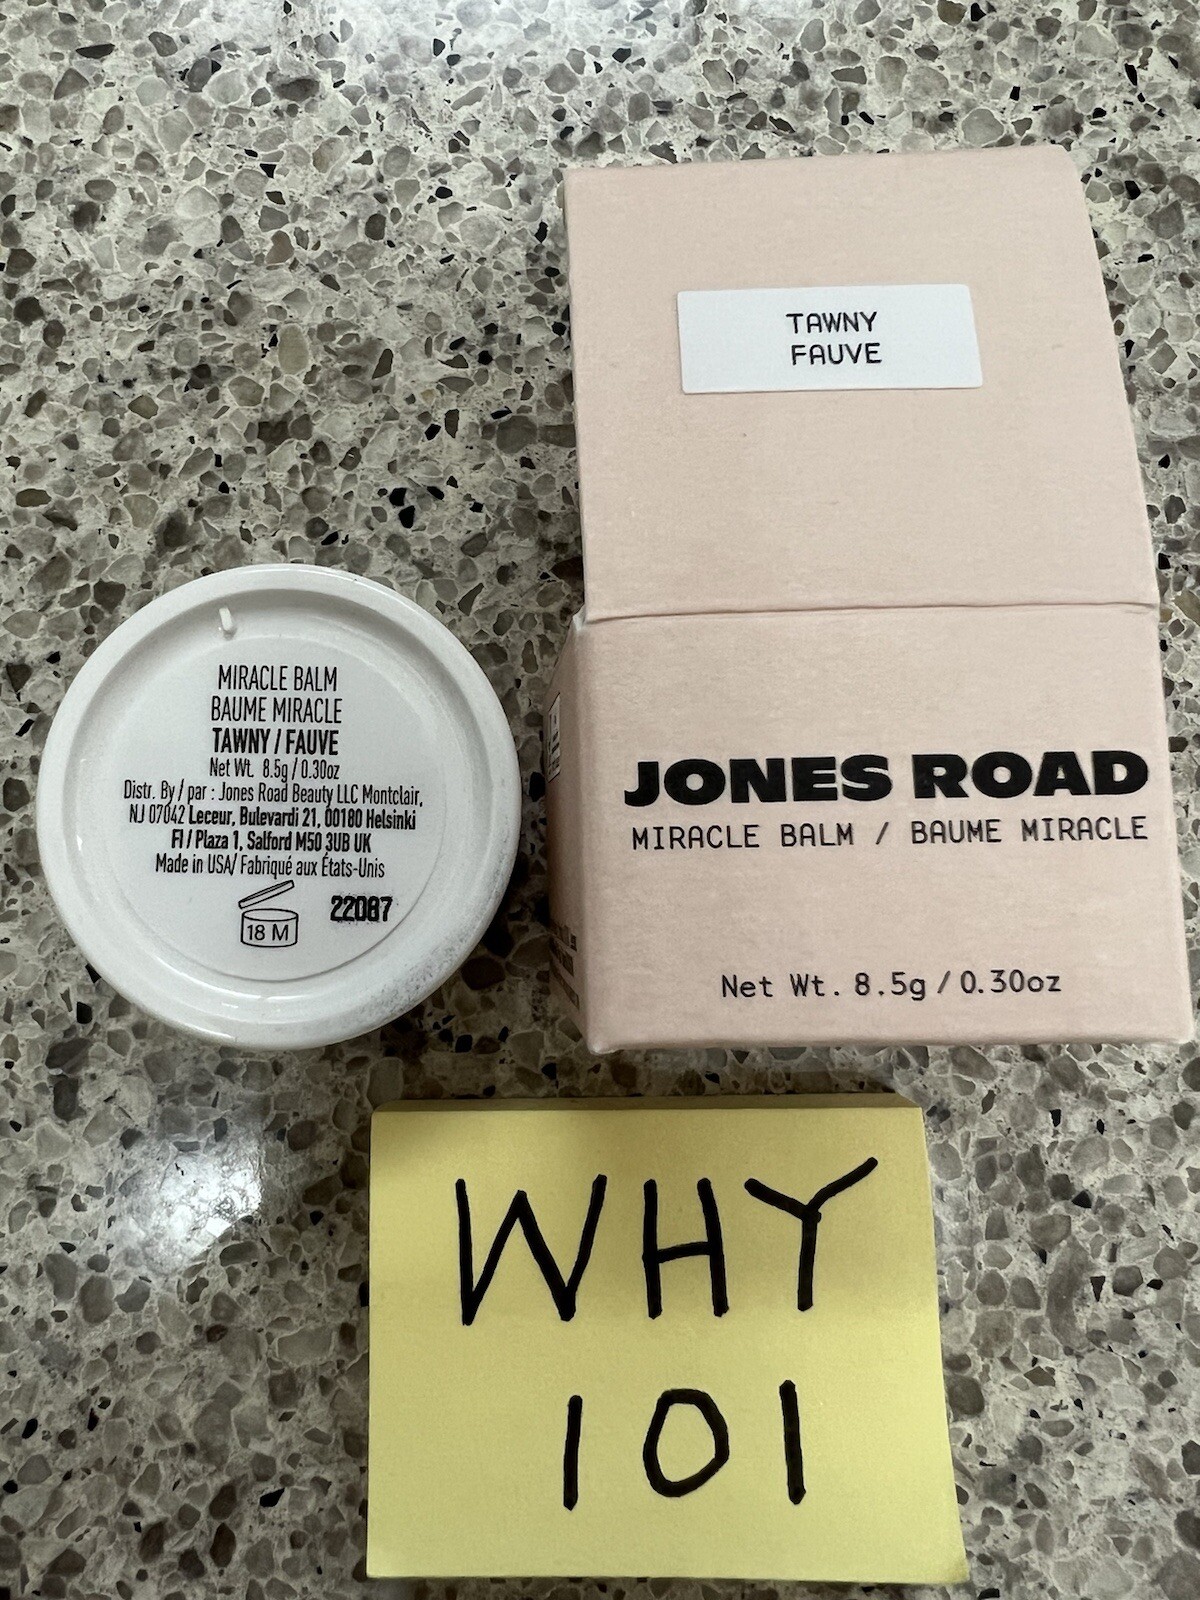 TAWNY
FAUVE
JONES ROAD
MIRACLE BALM / BAUME MIRACLE
Net Wt. 8.5g / 0.30oz
MIRACLE BALM
BAUME MIRACLE
TAWNY / FAUVE
Net Wt. 8.5g / 0.30oz
Distr. By / par : Jones Road Beauty LLC Montclair,
NJ 07042 Leceur, Bulevardi 21, 00180 Helsinki
FI / Plaza 1, Salford M50 3UB UK
Made in USA/ Fabriqué aux États-Unis
18 M
22087
WHY
101